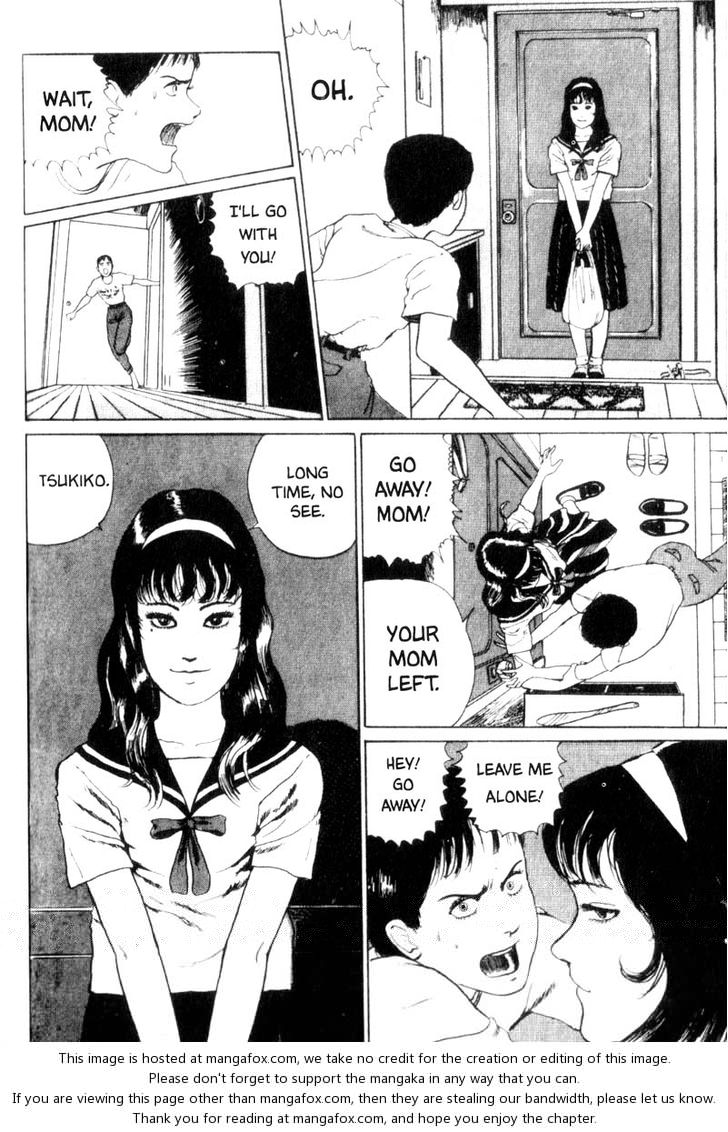 WAIT,
MOM!
I'LL GO
WITH
YOU!
OH.
TSUKIKO.
LONG
TIME, NO
SEE.
GO
AWAY!
MOM!
YOUR
MOM
LEFT.
HEY!
GO
AWAY!
LEAVE ME
ALONE!
This image is hosted at mangafox.com, we take no credit for the creation or editing of this image.
Please don't forget to support the mangaka in any way that you can.
If you are viewing this page other than mangafox.com, then they are stealing our bandwidth, please let us know.
Thank you for reading at mangafox.com, and hope you enjoy the chapter.